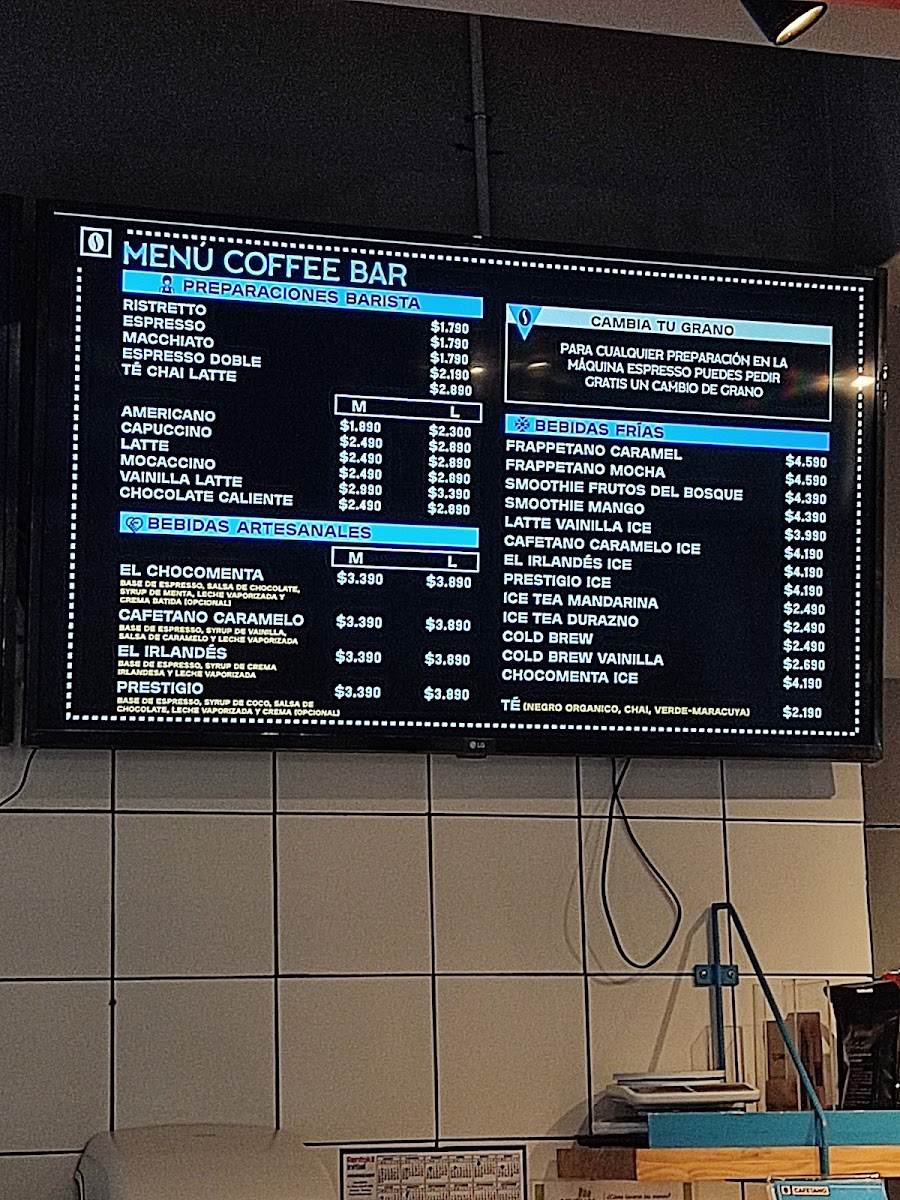 MENÚ COFFEE BAR
PREPARACIONES BARISTA
RISTRETTO $1.790
ESPRESSO $1.790
MACCHIATO $1.790
ESPRESSO DOBLE $2.190
TÉ CHAI LATTE $2.890
M L
AMERICANO $1.890 $2.300
CAPUCCINO $2.490 $2.890
LATTE $2.490 $2.890
MOCACCINO $2.490 $2.890
VAINILLA LATTE $2.990 $3.390
CHOCOLATE CALIENTE $2.490 $2.890
BEBIDAS ARTESANALES
M L
EL CHOCOMENTA $3.390 $3.890
BASE DE ESPRESSO, SALSA DE CHOCOLATE,
SYRUP DE MENTA, LECHE VAPORIZADA Y
CREMA BATIDA (OPCIONAL)
CAFETANO CARAMELO $3.390 $3.890
BASE DE ESPRESSO, SYRUP DE VAINILLA,
SALSA DE CARAMELO Y LECHE VAPORIZADA
EL IRLANDÉS $3.390 $3.890
BASE DE ESPRESSO, SYRUP DE CREMA
IRLANDESA Y LECHE VAPORIZADA
PRESTIGIO $3.390 $3.890
BASE DE ESPRESSO, SYRUP DE COCO, SALSA DE
CHOCOLATE, LECHE VAPORIZADA Y CREMA (OPCIONAL)
CAMBIA TU GRANO
PARA CUALQUIER PREPARACIÓN EN LA
MÁQUINA ESPRESSO PUEDES PEDIR
GRATIS UN CAMBIO DE GRANO
BEBIDAS FRÍAS
FRAPPETANO CARAMEL $4.590
FRAPPETANO MOCHA $4.590
SMOOTHIE FRUTOS DEL BOSQUE $4.390
SMOOTHIE MANGO $4.390
LATTE VAINILLA ICE $3.990
CAFETANO CARAMELO ICE $4.190
EL IRLANDÉS ICE $4.190
PRESTIGIO ICE $4.190
ICE TEA MANDARINA $2.490
ICE TEA DURAZNO $2.490
COLD BREW $2.490
COLD BREW VAINILLA $2.690
CHOCOMENTA ICE $4.190
TÉ (NEGRO ORGANICO, CHAI, VERDE-MARACUYA) $2.190
LG
CAFETANO